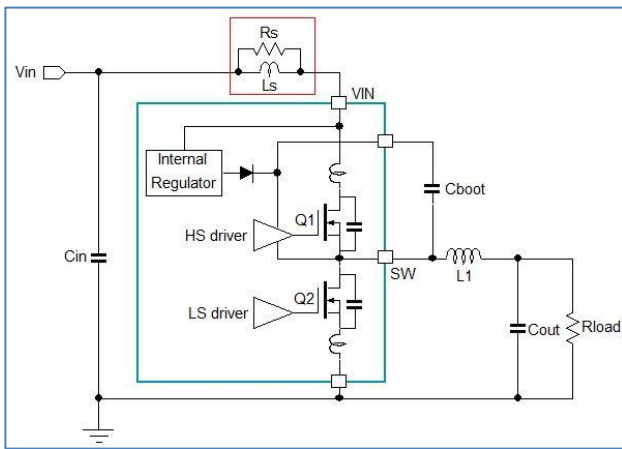 Rs
Vin
Ls
VIN
Internal
Regulator
Cboot
Q1
HS driver
Cin
SW
L1
Q2
LS driver
Cout
Rload